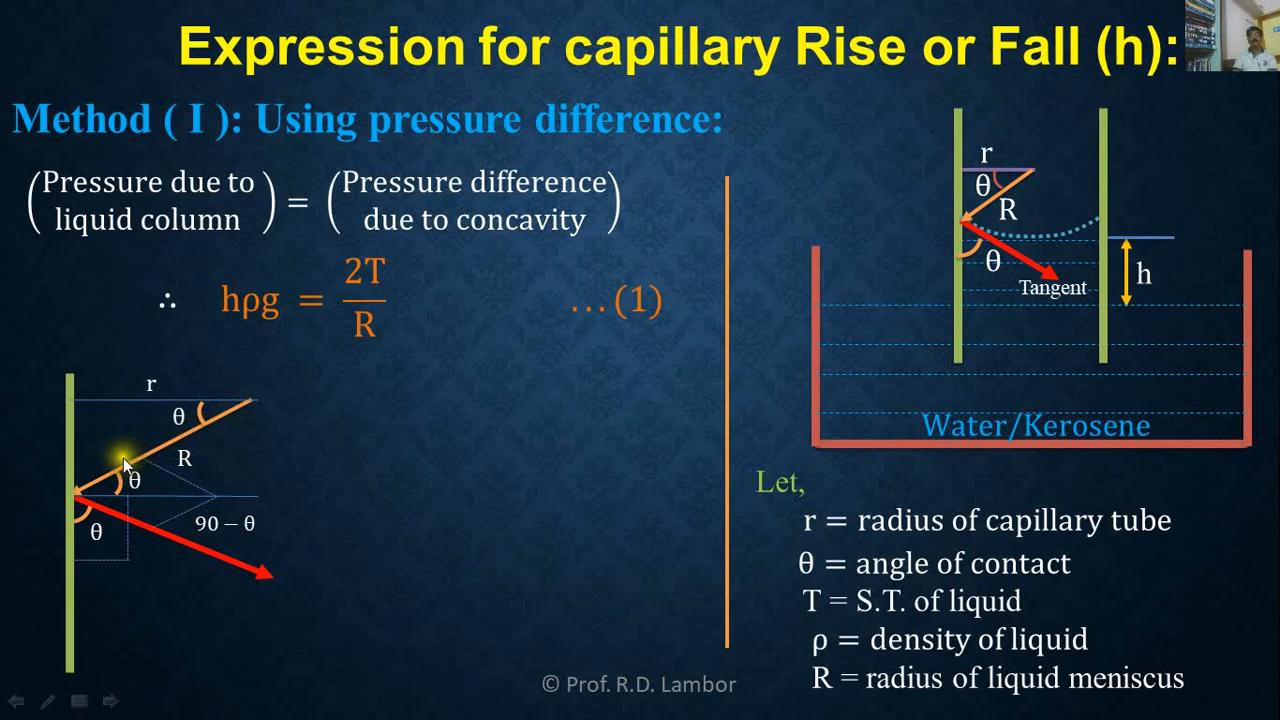 Expression for capillary Rise or Fall (h):
Method ( I ): Using pressure difference:
(Pressure due to liquid column) = (Pressure difference due to concavity)
∴ hρg = 2T/R ...(1)
r
θ
R
θ
θ
90 − θ
r
θ
R
θ
Tangent
h
Water/Kerosene
Let,
r = radius of capillary tube
θ = angle of contact
T = S.T. of liquid
ρ = density of liquid
R = radius of liquid meniscus
© Prof. R.D. Lambor